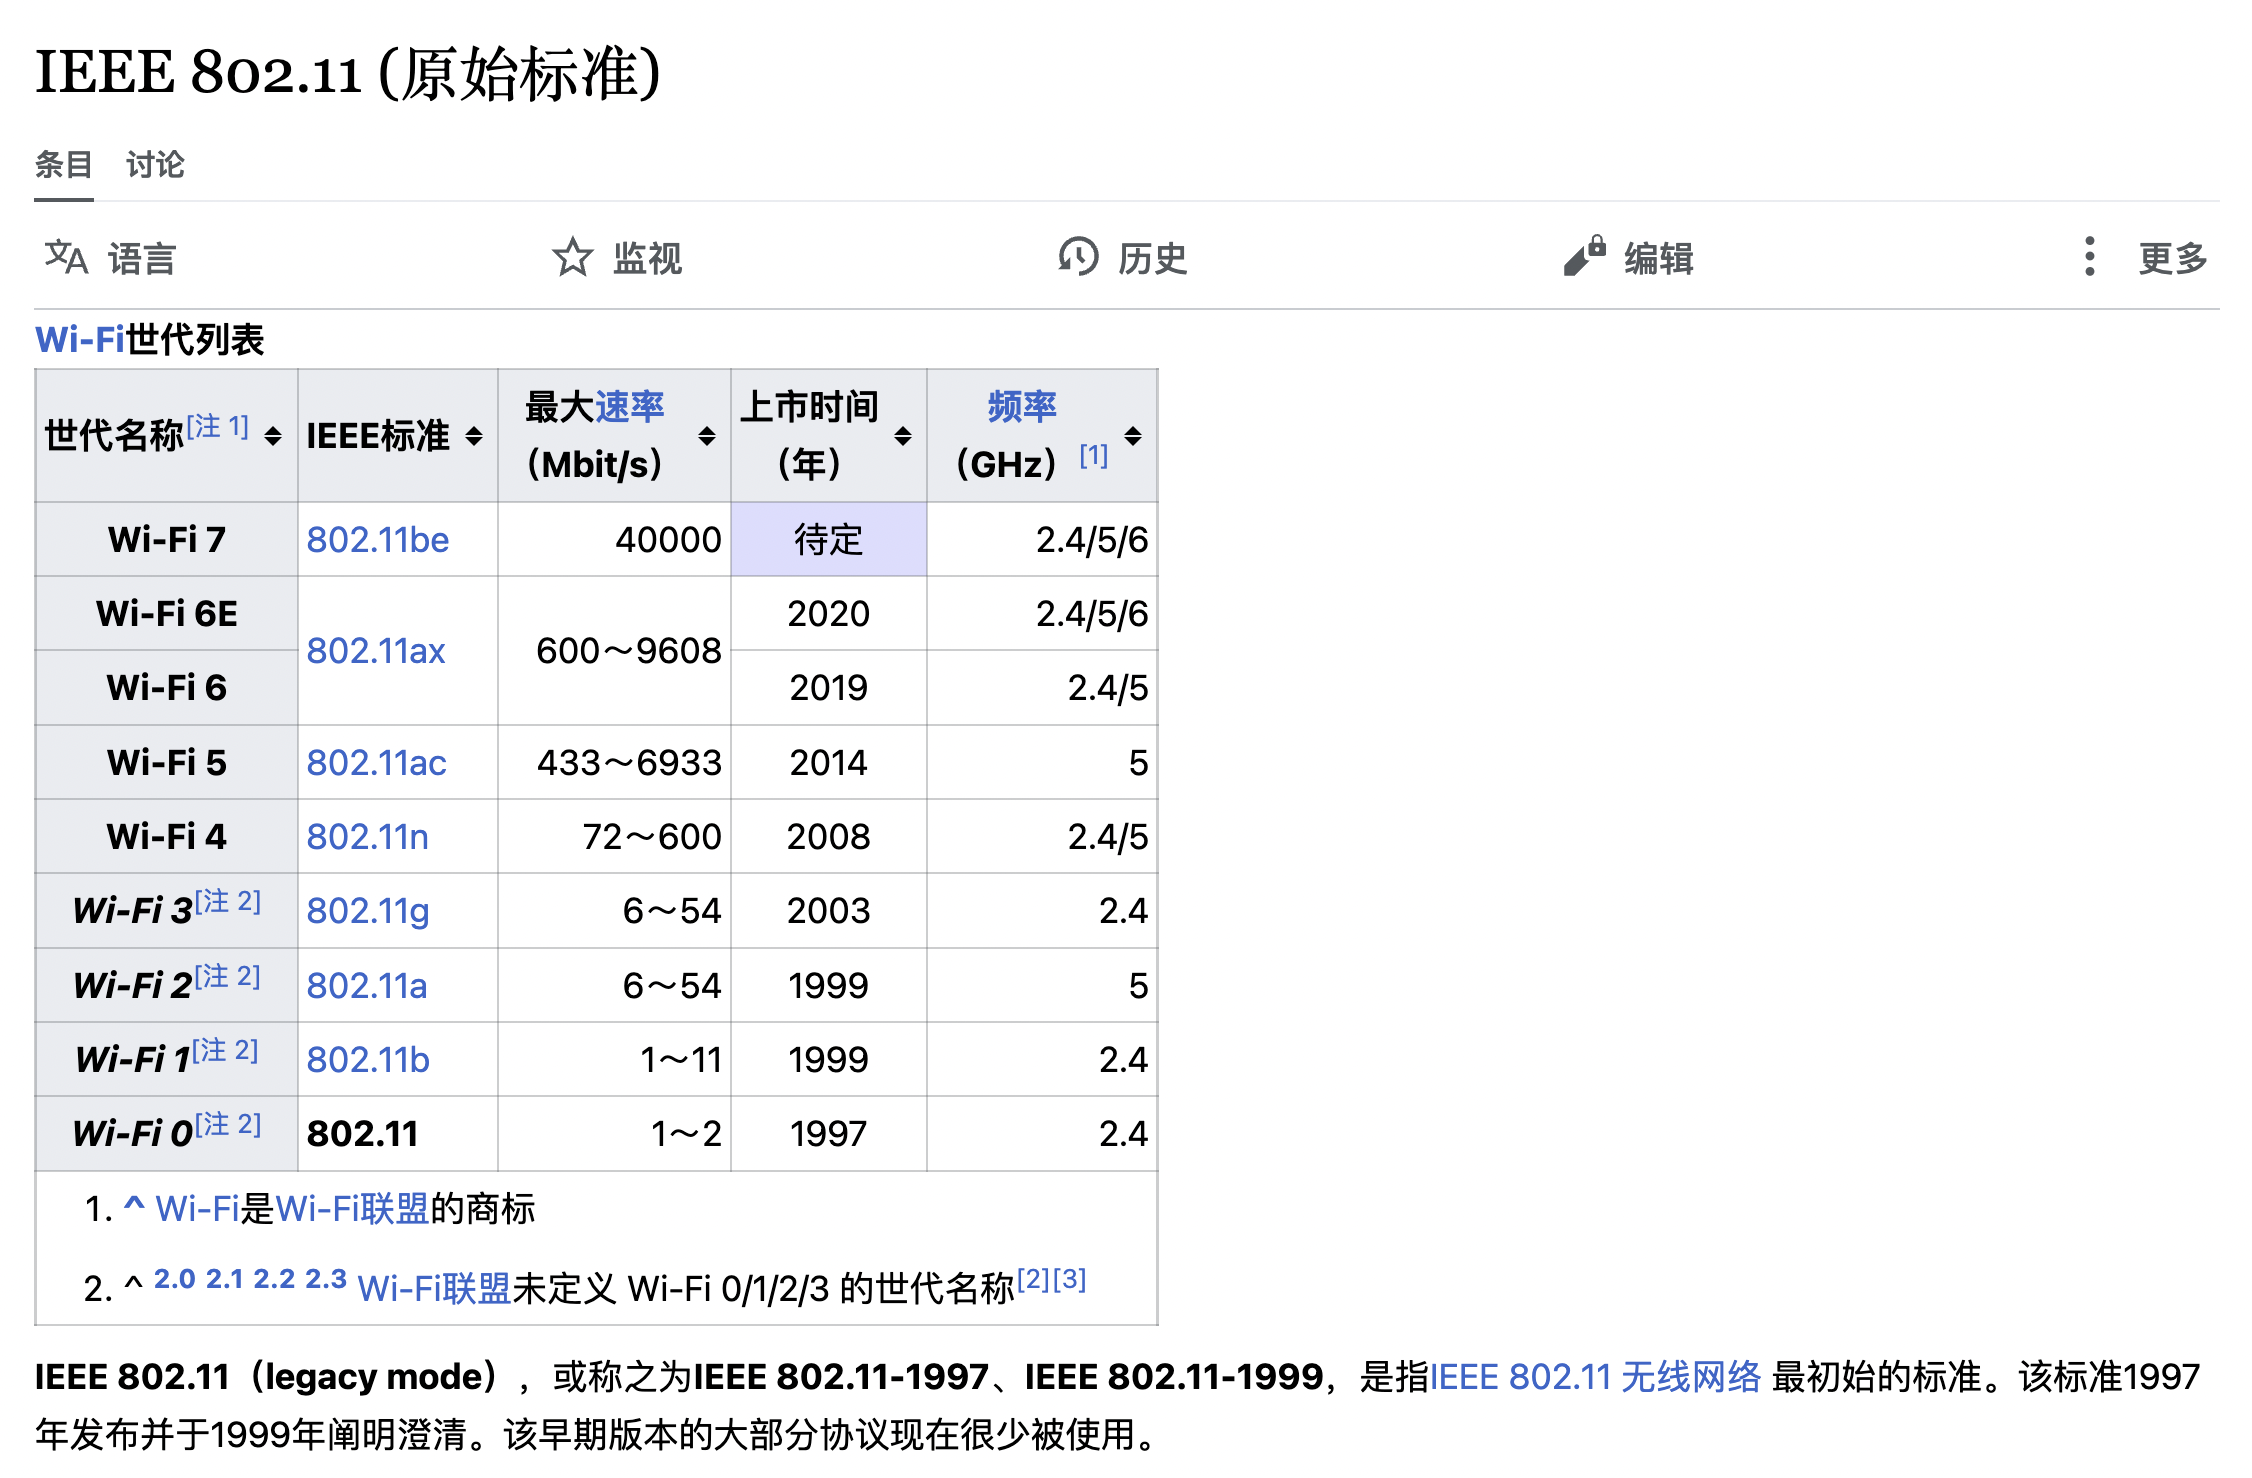 IEEE 802.11 (原始标准)
条目 讨论
语言 监视 历史 编辑 更多
Wi-Fi世代列表
世代名称[注 1] IEEE标准 最大速率（Mbit/s） 上市时间（年） 频率（GHz）[1]
Wi-Fi 7 802.11be 40000 待定 2.4/5/6
Wi-Fi 6E 802.11ax 600～9608 2020 2.4/5/6
Wi-Fi 6 2019 2.4/5
Wi-Fi 5 802.11ac 433～6933 2014 5
Wi-Fi 4 802.11n 72～600 2008 2.4/5
Wi-Fi 3[注 2] 802.11g 6～54 2003 2.4
Wi-Fi 2[注 2] 802.11a 6～54 1999 5
Wi-Fi 1[注 2] 802.11b 1～11 1999 2.4
Wi-Fi 0[注 2] 802.11 1～2 1997 2.4
1. ^ Wi-Fi是Wi-Fi联盟的商标
2. ^ 2.0 2.1 2.2 2.3 Wi-Fi联盟未定义 Wi-Fi 0/1/2/3 的世代名称[2][3]
IEEE 802.11（legacy mode），或称之为IEEE 802.11-1997、IEEE 802.11-1999，是指IEEE 802.11 无线网络 最初始的标准。该标准1997
年发布并于1999年阐明澄清。该早期版本的大部分协议现在很少被使用。